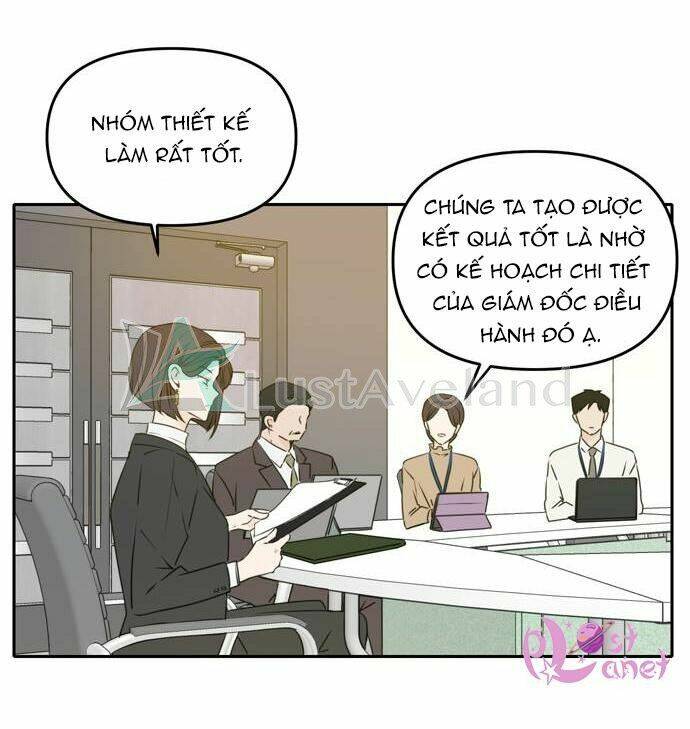 NHÓM THIẾT KẾ
LÀM RẤT TỐT.
CHÚNG TA TẠO ĐƯỢC
KẾT QUẢ TỐT LÀ NHỜ
CÓ KẾ HOẠCH CHI TIẾT
CỦA GIÁM ĐỐC ĐIỀU
HÀNH ĐÓ Ạ.
LustAveland
Lost
Planet